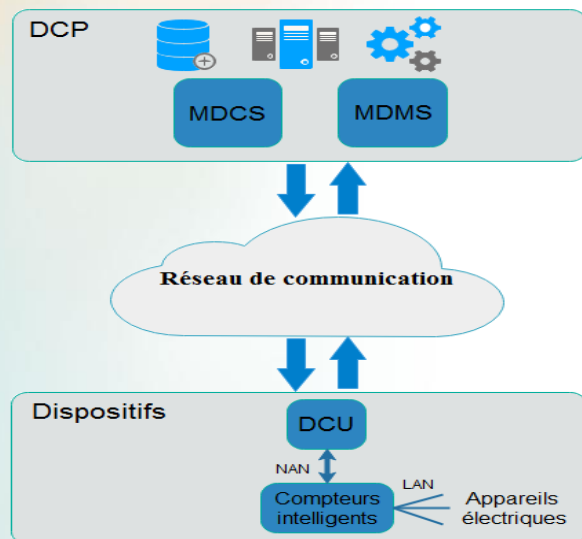 DCP
MDCS
MDMS
Réseau de communication
Dispositifs
DCU
NAN
LAN
Compteurs
intelligents
Appareils
électriques